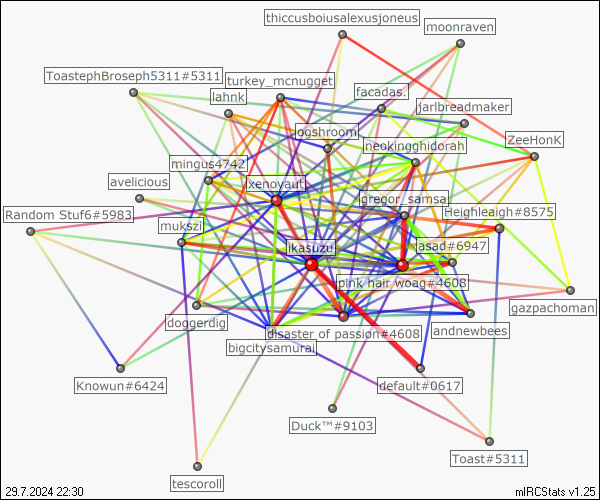 thiccusboiusalexusjoneus
moonraven
ToastephBroseph5311#5311
turkey_mcnugget
facadas.
lahnk
jarlbreadmaker
ogshroom
neokingghidorah
ZeeHonK
mingus4742
xenovaut
avelicious
gregor_samsa
Random Stuf6#5983
Heighleaigh#8575
mukszi
ikasuzu
asad#6947
pink hair woag#4608
gazpachoman
doggerdig
disaster of passion#4608
andnewbees
bigcitysamurai
Knowun#6424
default#0617
Duck™#9103
Toast#5311
tescoroll
29.7.2024 22:30
mIRCStats v1.25